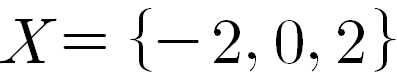 X = {−2, 0, 2}